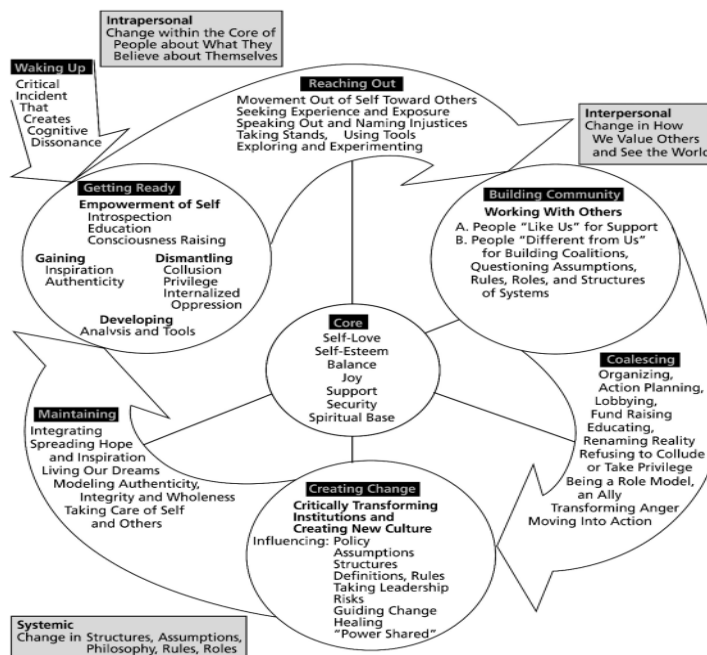 Intrapersonal
Change within the Core of
People about What They
Believe about Themselves
Waking Up
Critical
Incident
That
Creates
Cognitive
Dissonance
Reaching Out
Movement Out of Self Toward Others
Seeking Experience and Exposure
Speaking Out and Naming Injustices
Taking Stands, Using Tools
Exploring and Experimenting
Interpersonal
Change in How
We Value Others
and See the World
Getting Ready
Empowerment of Self
Introspection
Education
Consciousness Raising
Gaining
Inspiration
Authenticity
Dismantling
Collusion
Privilege
Internalized
Oppression
Developing
Analysis and Tools
Building Community
Working With Others
A. People “Like Us” for Support
B. People “Different from Us”
for Building Coalitions,
Questioning Assumptions,
Rules, Roles, and Structures
of Systems
Core
Self-Love
Self-Esteem
Balance
Joy
Support
Security
Spiritual Base
Coalescing
Organizing,
Action Planning,
Lobbying,
Fund Raising
Educating,
Renaming Reality
Refusing to Collude
or Take Privilege
Being a Role Model,
an Ally
Transforming Anger
Moving Into Action
Maintaining
Integrating
Spreading Hope
and Inspiration
Living Our Dreams
Modeling Authenticity,
Integrity and Wholeness
Taking Care of Self
and Others
Creating Change
Critically Transforming
Institutions and
Creating New Culture
Influencing: Policy
Assumptions
Structures
Definitions, Rules
Taking Leadership
Risks
Guiding Change
Healing
“Power Shared”
Systemic
Change in Structures, Assumptions,
Philosophy, Rules, Roles